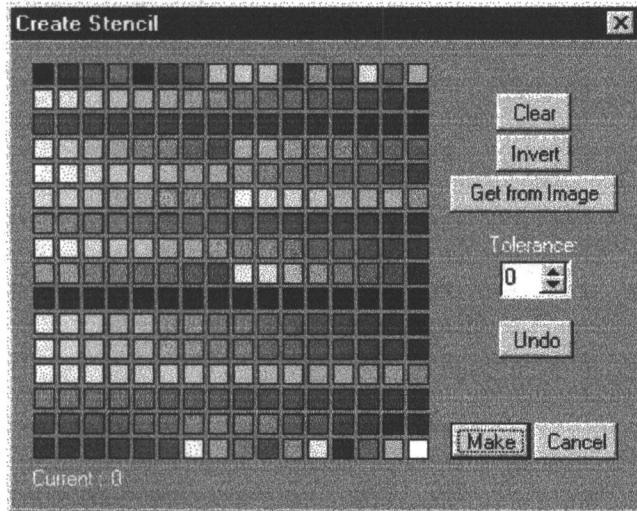 Create Stencil
Clear
Invert
Get from Image
Tolerance:
0
Undo
Make Cancel
Current : 0